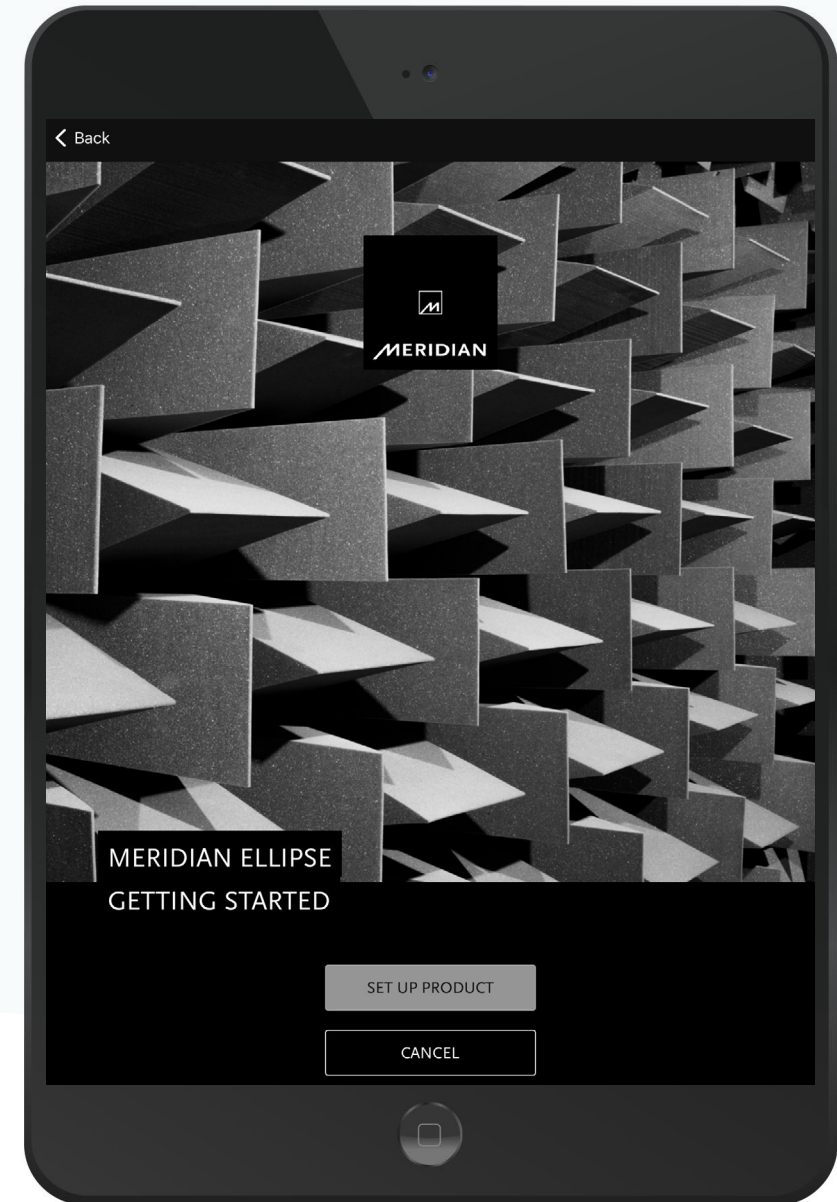 Back
MERIDIAN
MERIDIAN ELLIPSE
GETTING STARTED
SET UP PRODUCT
CANCEL